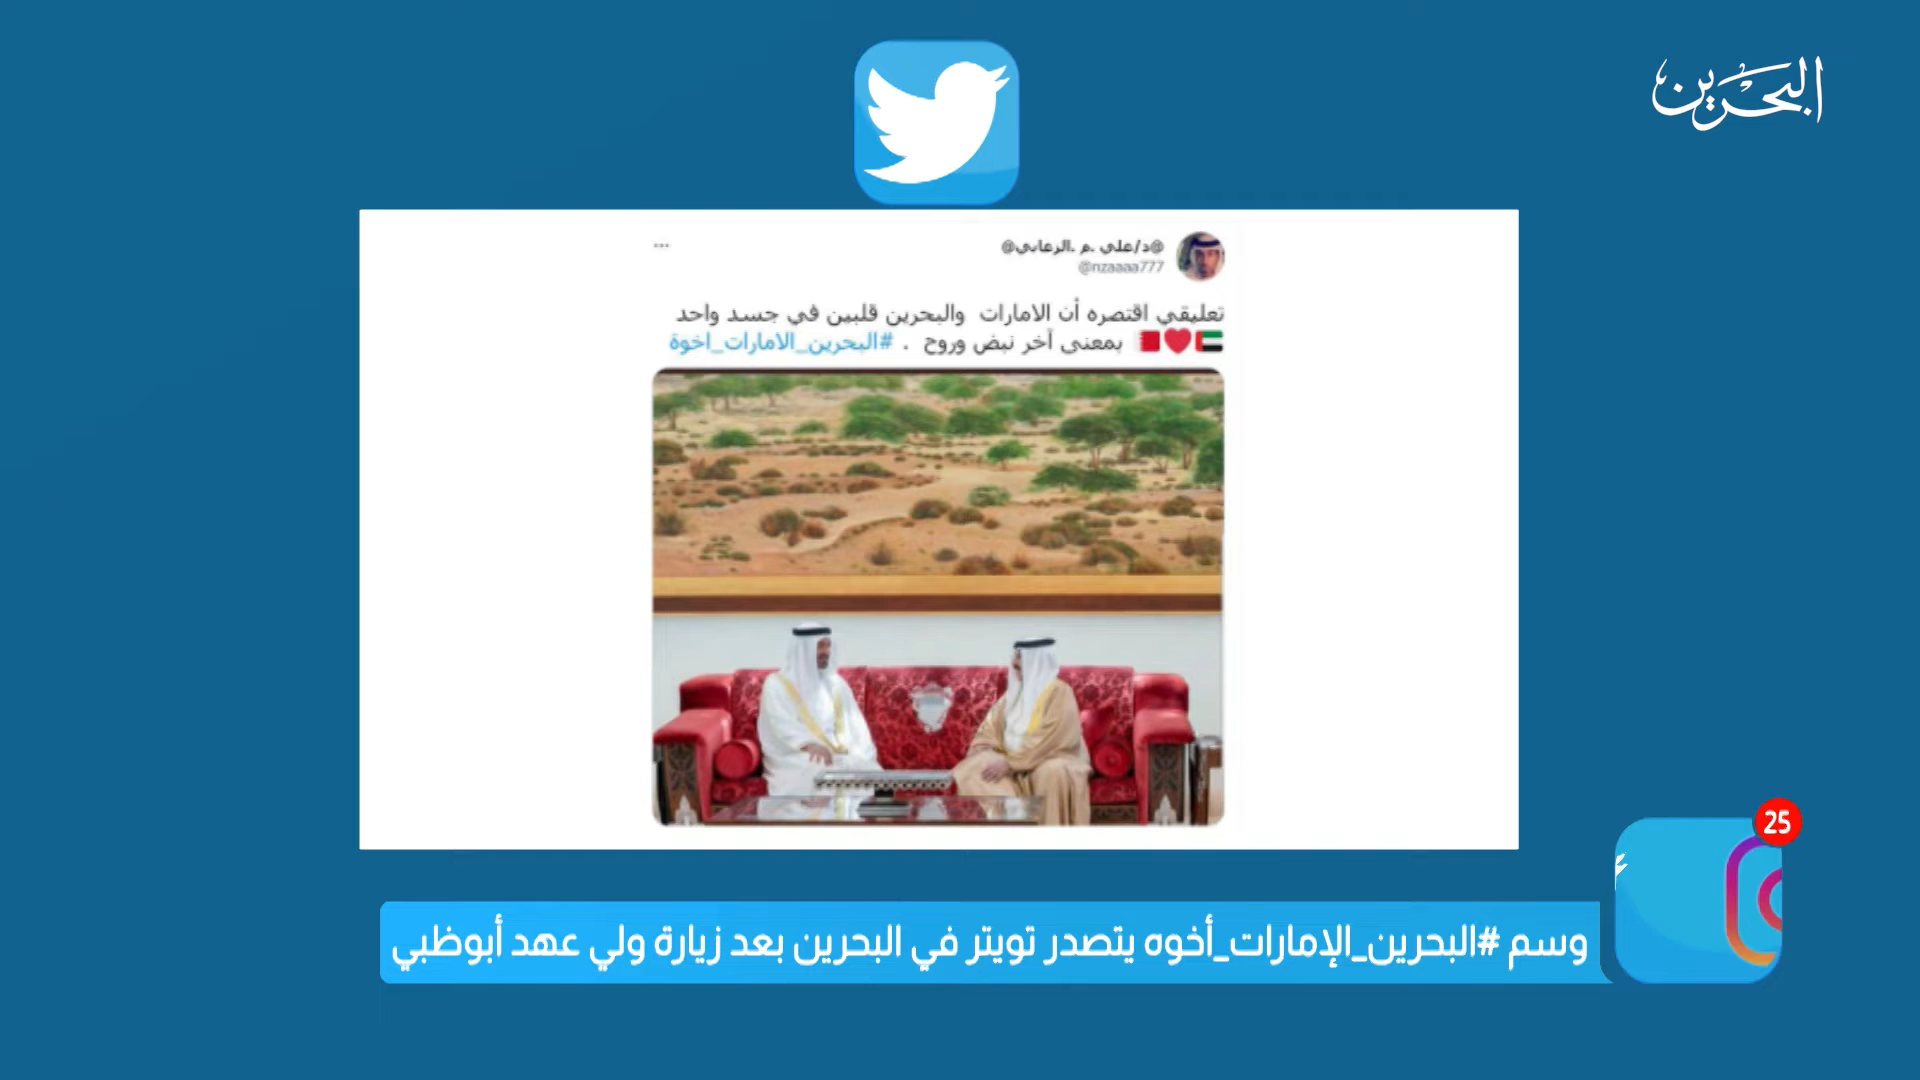 البحرين
@د/علي .م .الزعابي@
@nzaaaa777
تعليقي اقتصره أن الامارات والبحرين قلبين في جسد واحد
بمعنى آخر نبض وروح . #البحرين_الامارات_اخوة
25
وسم #البحرين_الإمارات_أخوه يتصدر تويتر في البحرين بعد زيارة ولي عهد أبوظبي